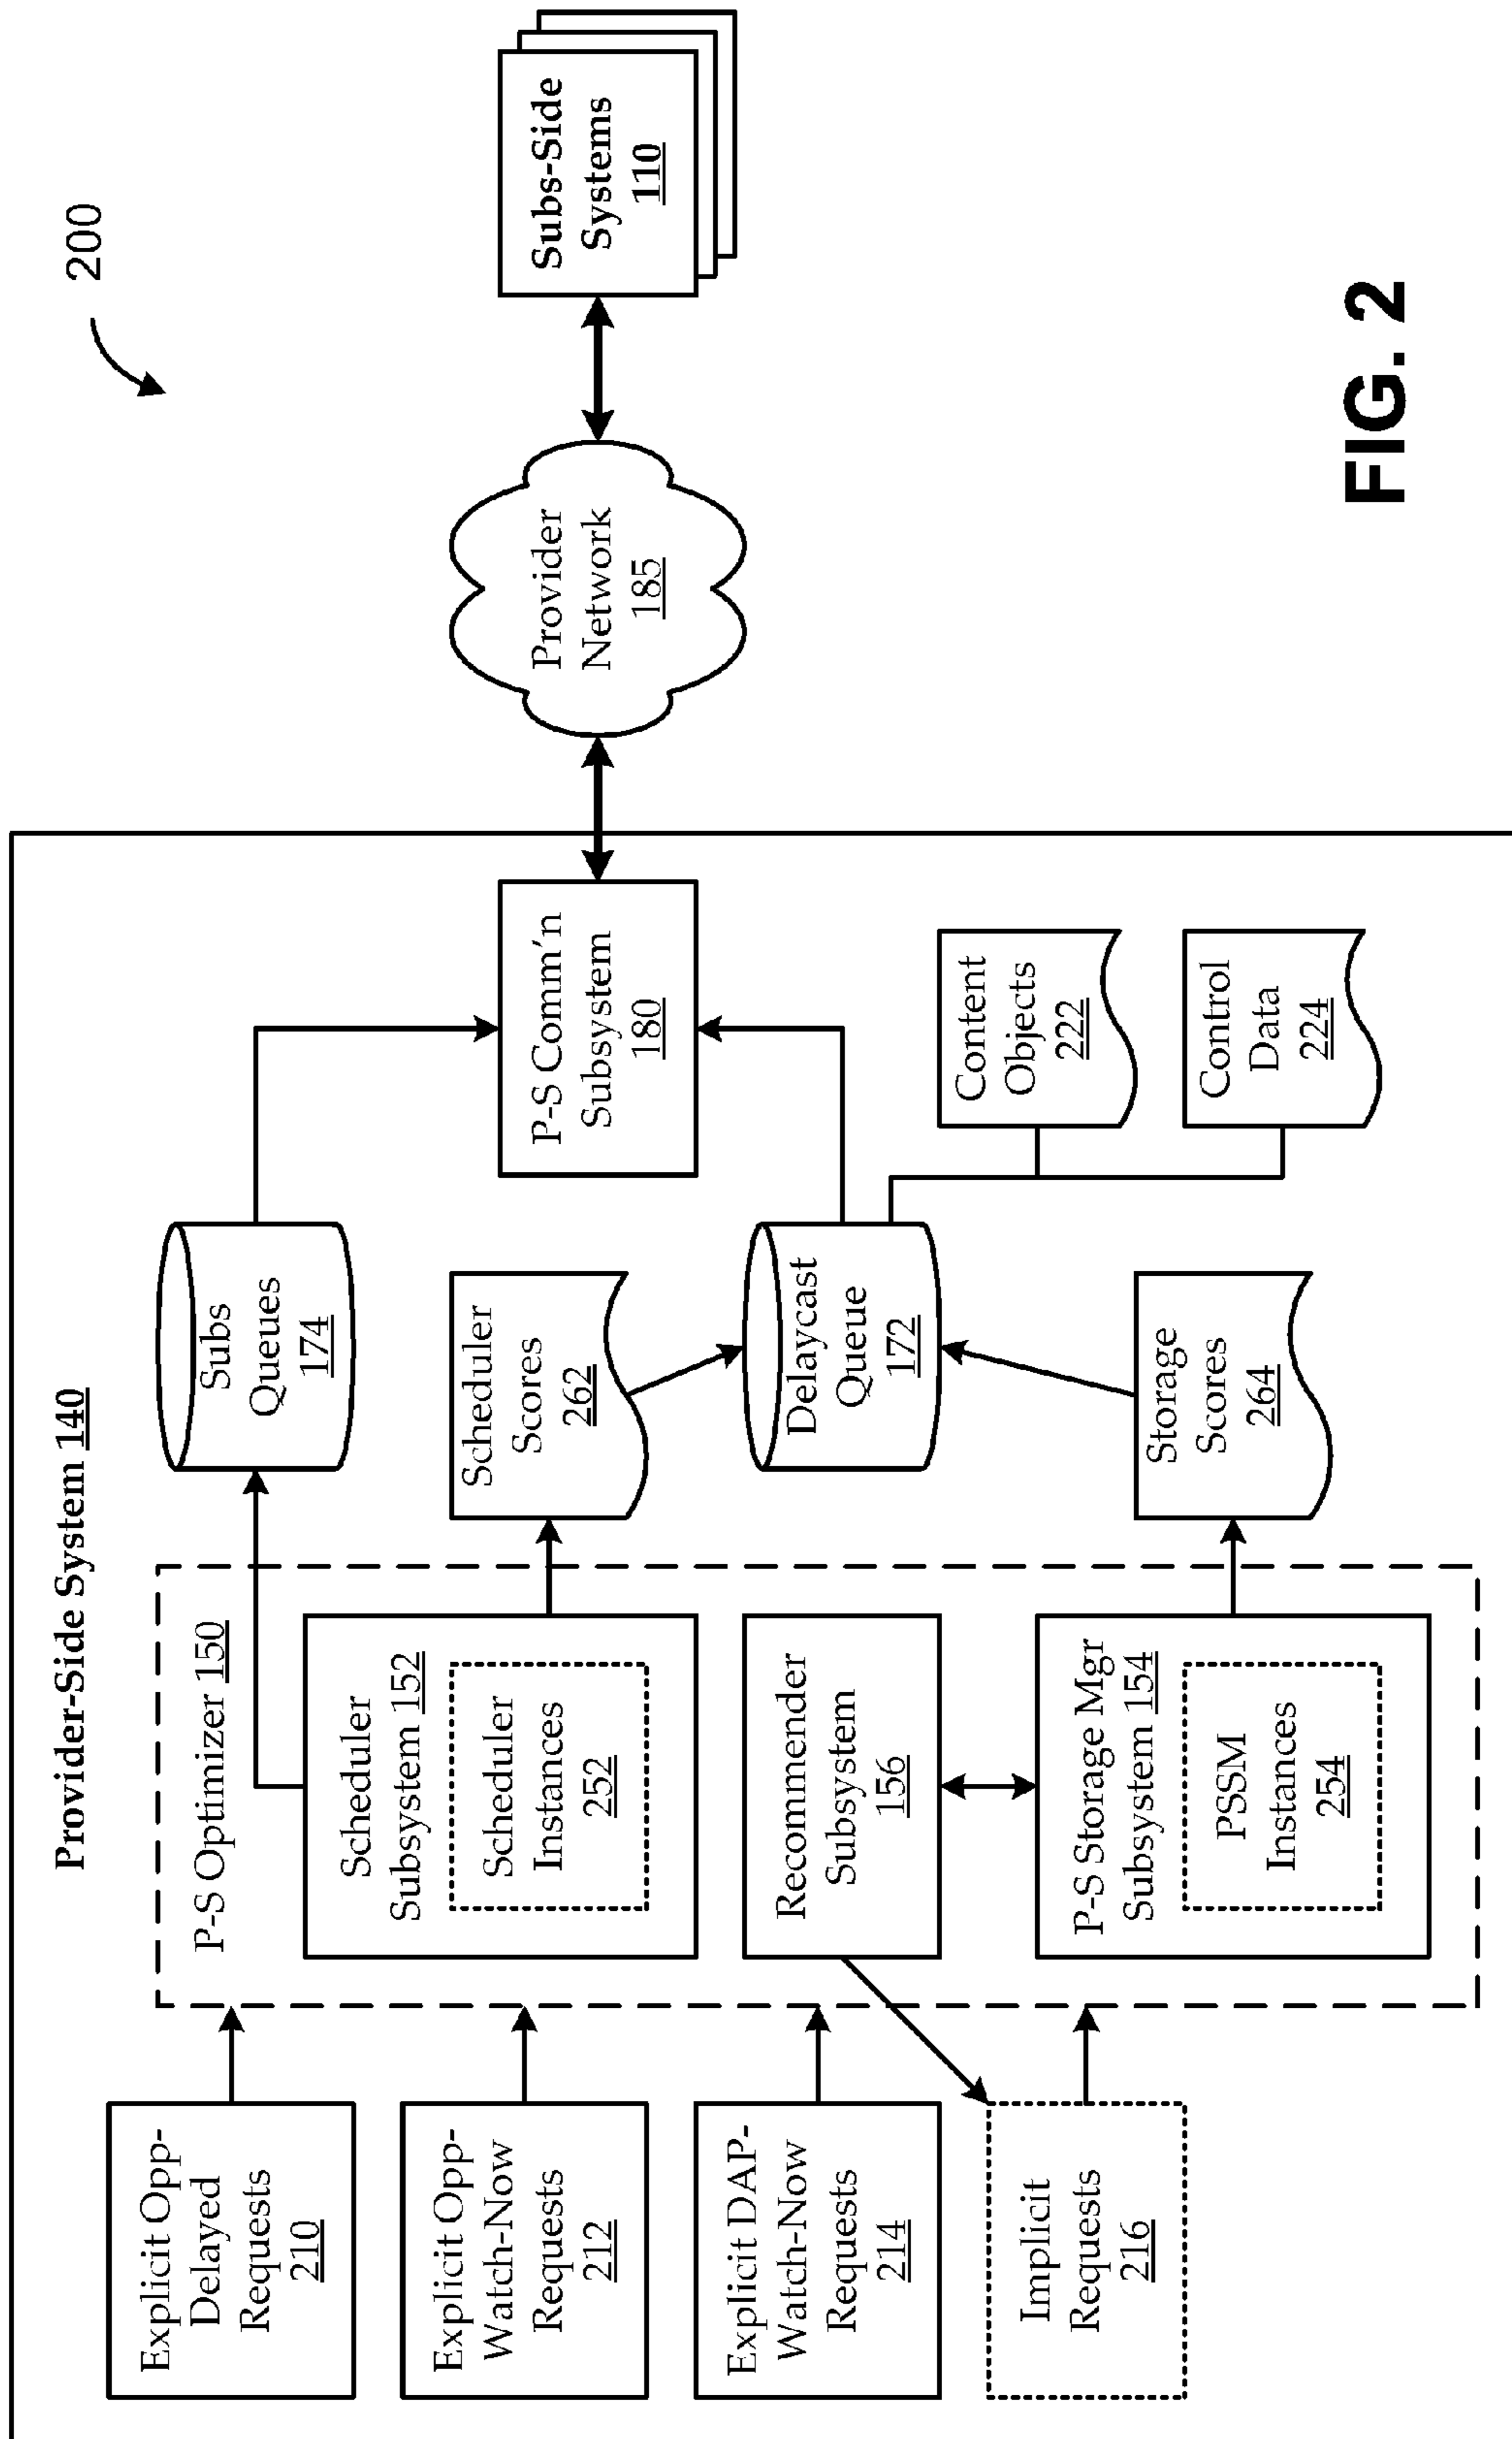 200
Provider-Side System 140
Explicit Opp-
Delayed
Requests
210
Explicit Opp-
Watch-Now
Requests
212
Explicit DAP-
Watch-Now
Requests
214
Implicit
Requests
216
P-S Optimizer 150
Scheduler
Subsystem 152
Scheduler
Instances
252
Recommender
Subsystem
156
P-S Storage Mgr
Subsystem 154
PSSM
Instances
254
Subs
Queues
174
Scheduler
Scores
262
Delaycast
Queue
172
Storage
Scores
264
P-S Comm'n
Subsystem
180
Content
Objects
222
Control
Data
224
Provider
Network
185
Subs-Side
Systems
110
FIG. 2